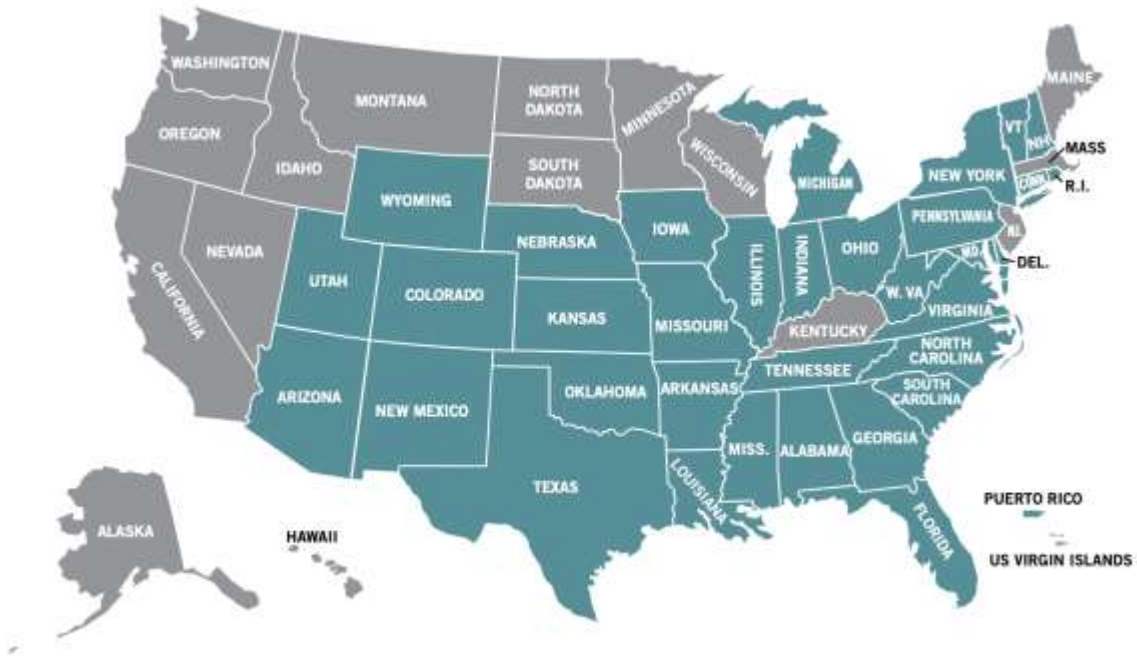 WASHINGTON
OREGON
CALIFORNIA
NEVADA
IDAHO
MONTANA
WYOMING
UTAH
COLORADO
ARIZONA
NEW MEXICO
NORTH
DAKOTA
SOUTH
DAKOTA
NEBRASKA
KANSAS
OKLAHOMA
TEXAS
MINNESOTA
IOWA
MISSOURI
ARKANSAS
LOUISIANA
WISCONSIN
ILLINOIS
MICHIGAN
INDIANA
OHIO
KENTUCKY
TENNESSEE
MISS.
ALABAMA
GEORGIA
FLORIDA
SOUTH
CAROLINA
NORTH
CAROLINA
VIRGINIA
W. VA
MD.
DEL.
PENNSYLVANIA
NJ.
NEW YORK
CONN.
R.I.
MASS
VT
NH
MAINE
ALASKA
HAWAII
PUERTO RICO
US VIRGIN ISLANDS